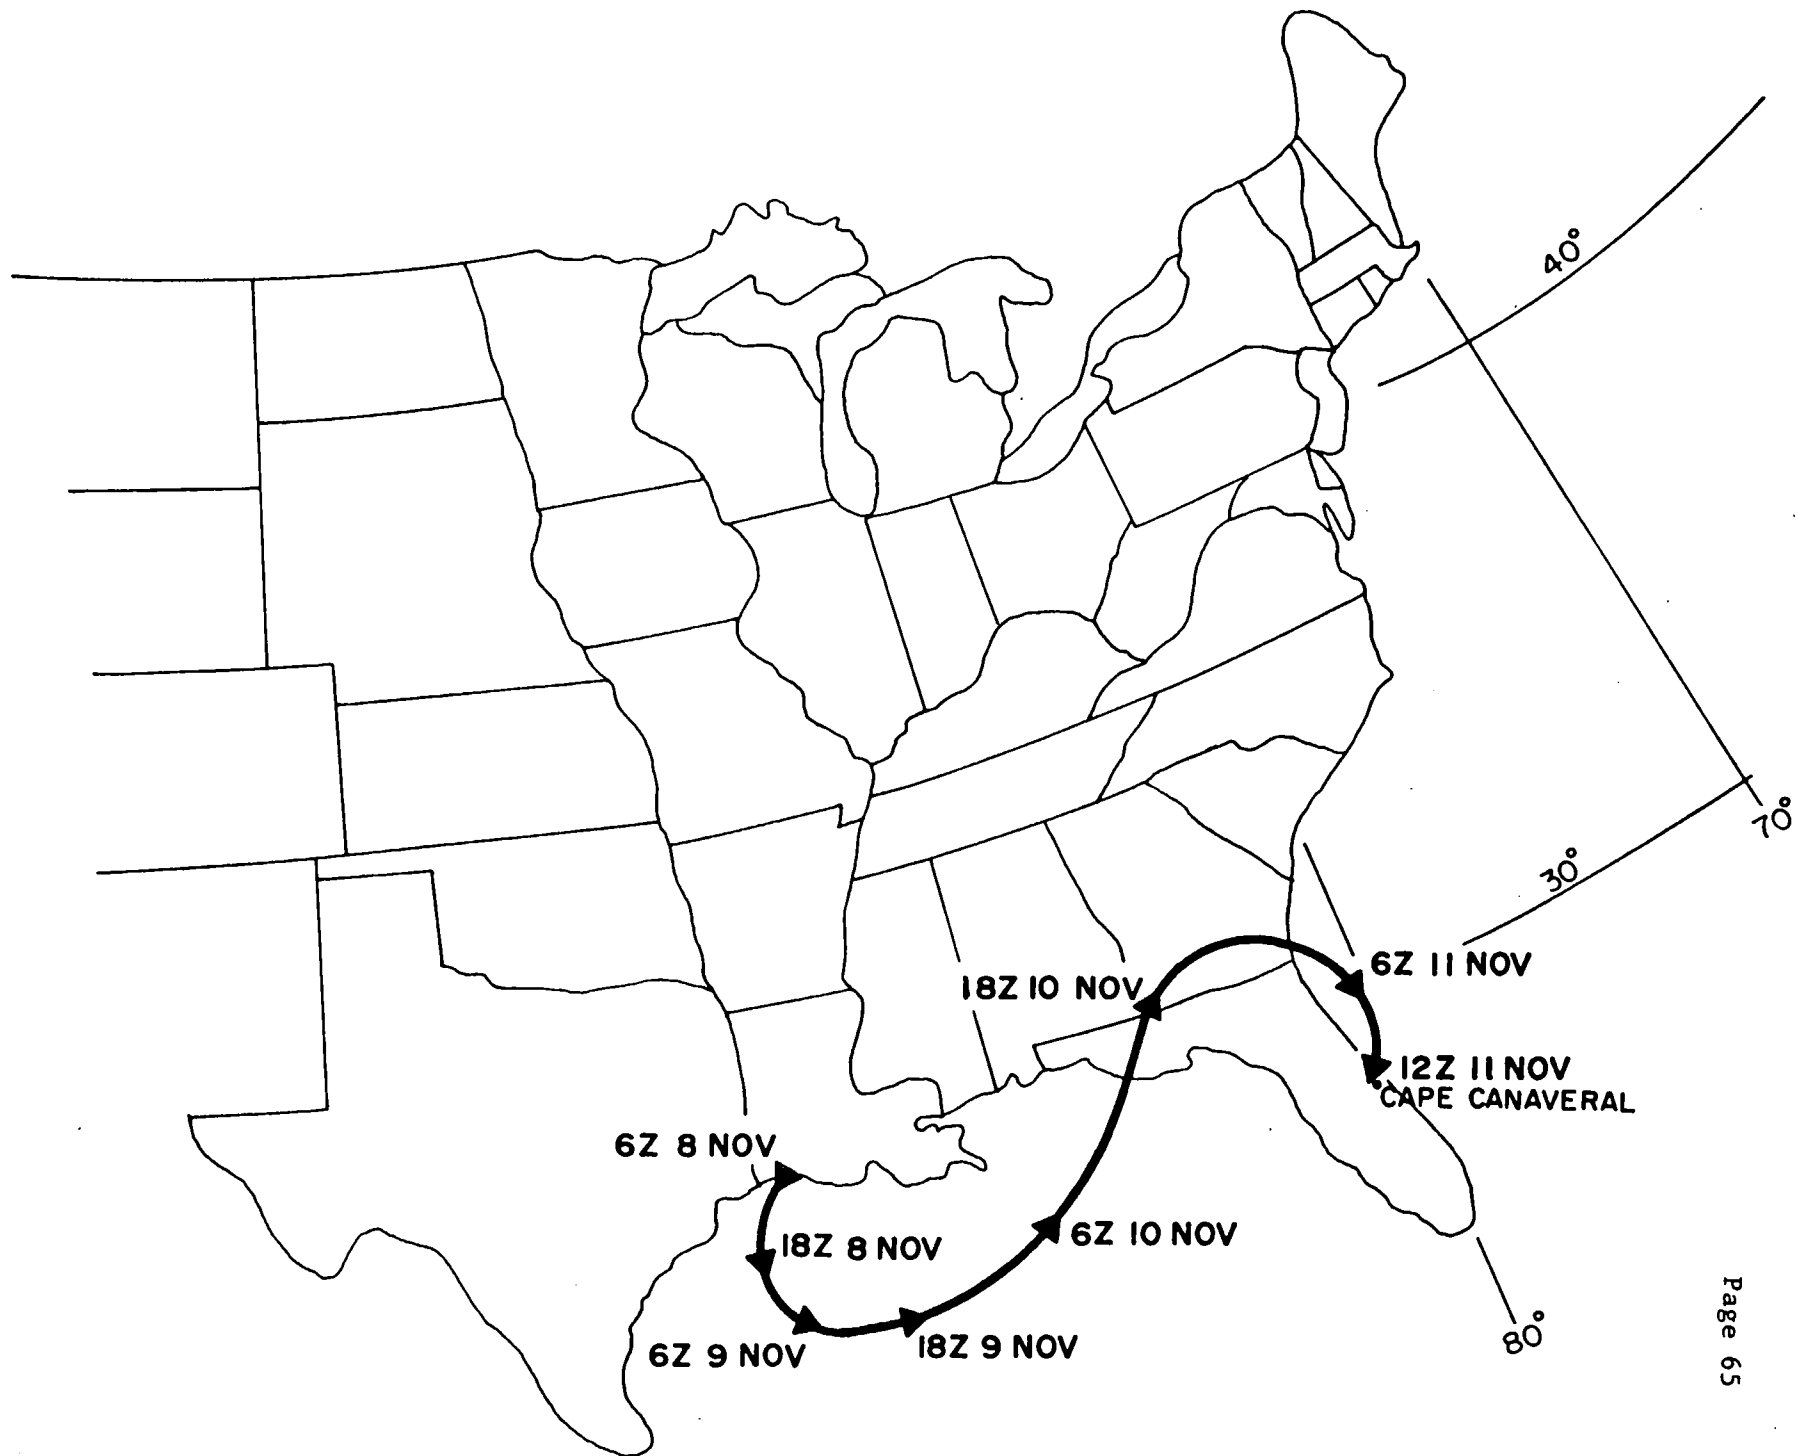 40°
70°
30°
6Z 11 NOV
18Z 10 NOV
12Z 11 NOV
CAPE CANAVERAL
6Z 8 NOV
18Z 8 NOV
6Z 10 NOV
6Z 9 NOV
18Z 9 NOV
80°
Page 65